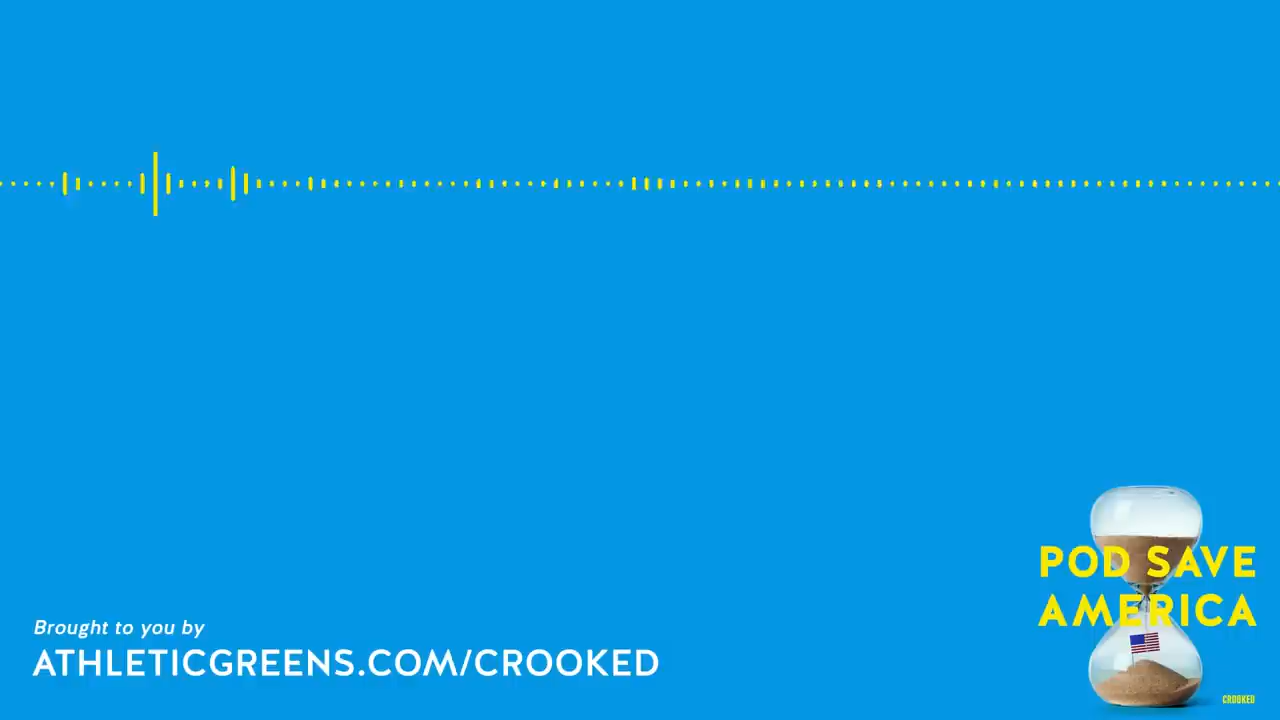 POD SAVE
AMERICA
Brought to you by
ATHLETICGREENS.COM/CROOKED
CROOKED